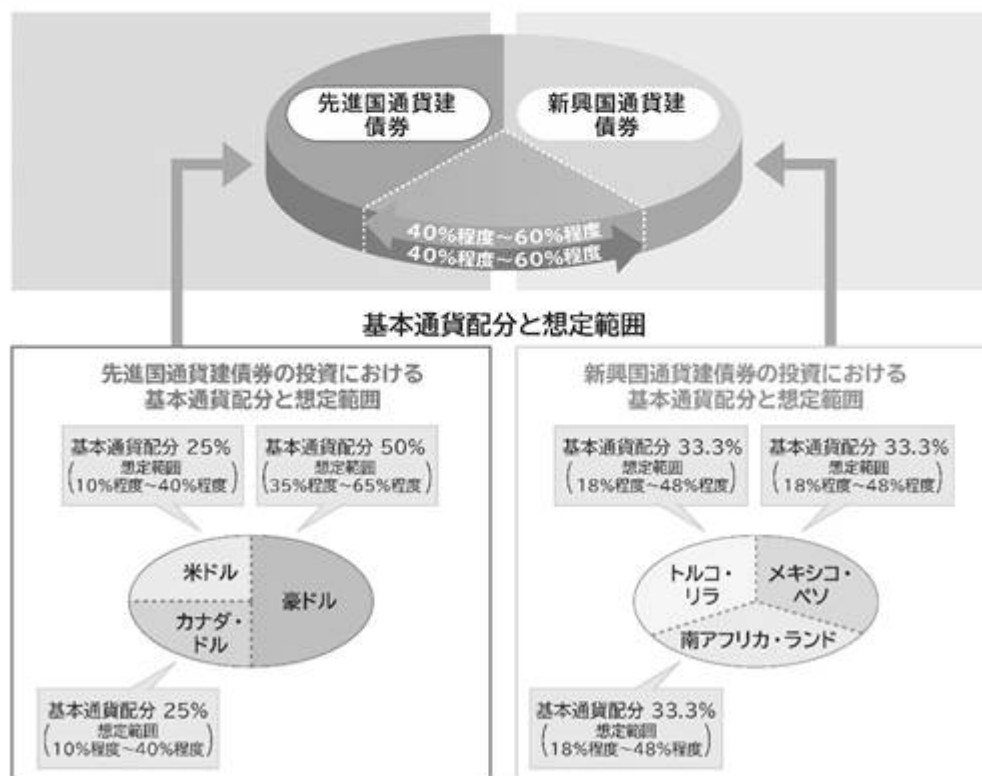 先進国通貨建
債券
新興国通貨建
債券
40%程度~60%程度
40%程度~60%程度
基本通貨配分と想定範囲
先進国通貨建債券の投資における
基本通貨配分と想定範囲
基本通貨配分 25%
想定範囲
(10%程度~40%程度)
基本通貨配分 50%
想定範囲
(35%程度~65%程度)
米ドル
カナダ・
ドル
豪ドル
基本通貨配分 25%
想定範囲
(10%程度~40%程度)
新興国通貨建債券の投資における
基本通貨配分と想定範囲
基本通貨配分 33.3%
想定範囲
(18%程度~48%程度)
基本通貨配分 33.3%
想定範囲
(18%程度~48%程度)
トルコ・
リラ
メキシコ・
ペソ
南アフリカ・ランド
基本通貨配分 33.3%
想定範囲
(18%程度~48%程度)